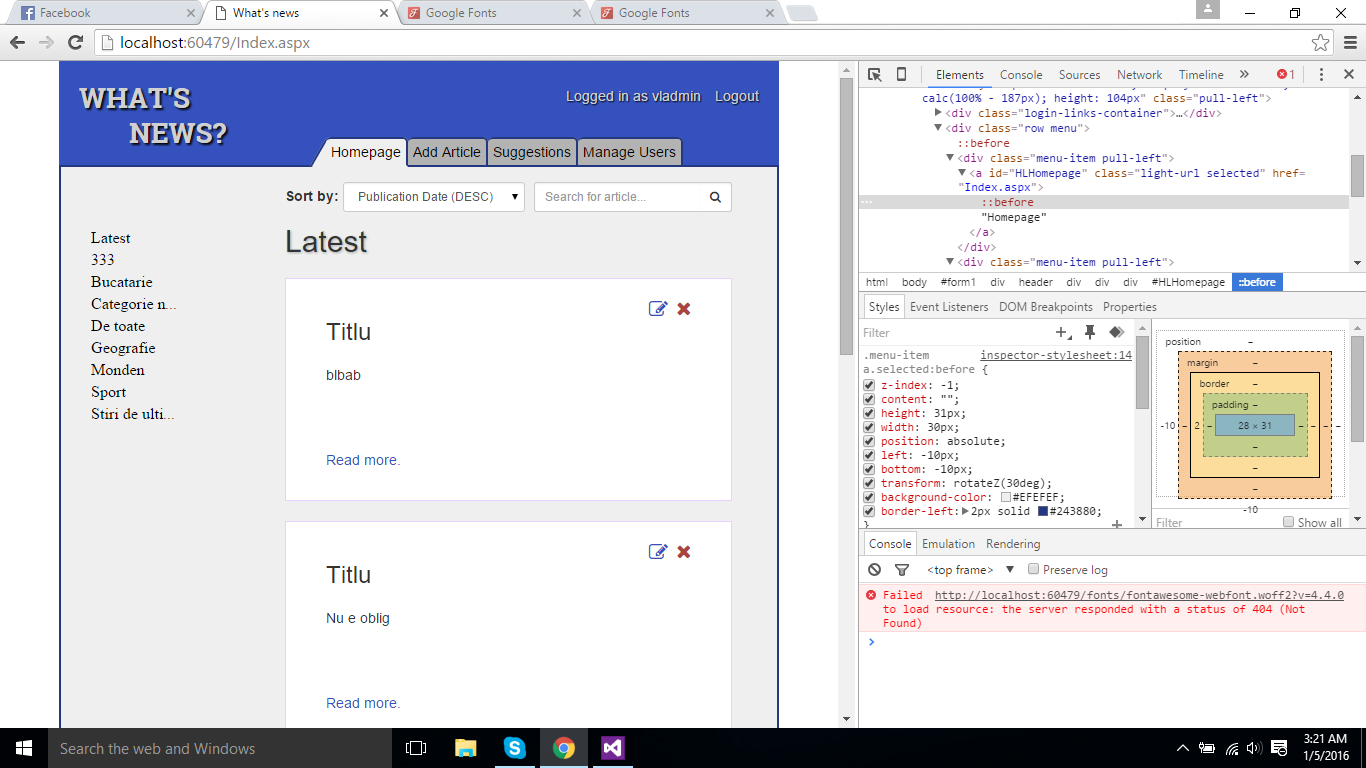 Facebook
What's news
Google Fonts
Google Fonts
localhost:60479/Index.aspx
WHAT'S
NEWS?
Logged in as vladmin Logout
Homepage Add Article Suggestions Manage Users
Sort by: Publication Date (DESC) Search for article...
Latest
333
Bucatarie
Categorie n...
De toate
Geografie
Monden
Sport
Stiri de ulti...
Latest
Titlu
blbab
Read more.
Titlu
Nu e oblig
Read more.
Elements Console Sources Network Timeline » 1
calc(100% - 187px); height: 104px" class="pull-left">
<div class="login-links-container">…</div>
<div class="row menu">
::before
<div class="menu-item pull-left">
<a id="HLHomepage" class="light-url selected" href=
"Index.aspx">
::before
"Homepage"
</a>
</div>
<div class="menu-item pull-left">
html body #form1 div header div div div #HLHomepage ::before
Styles Event Listeners DOM Breakpoints Properties
Filter
.menu-item inspector-stylesheet:14
a.selected:before {
z-index: -1;
content: "";
height: 31px;
width: 30px;
position: absolute;
left: -10px;
bottom: -10px;
transform: rotateZ(30deg);
background-color: #EFEFEF;
border-left: 2px solid #243880;
}
position –
margin –
border –
padding –
-10 – 2 – 28 × 31 – – – –
–
–
–
-10
Filter Show all
Console Emulation Rendering
<top frame> ▼ Preserve log
Failed http://localhost:60479/fonts/fontawesome-webfont.woff2?v=4.4.0
to load resource: the server responded with a status of 404 (Not
Found)
Search the web and Windows
3:21 AM
1/5/2016